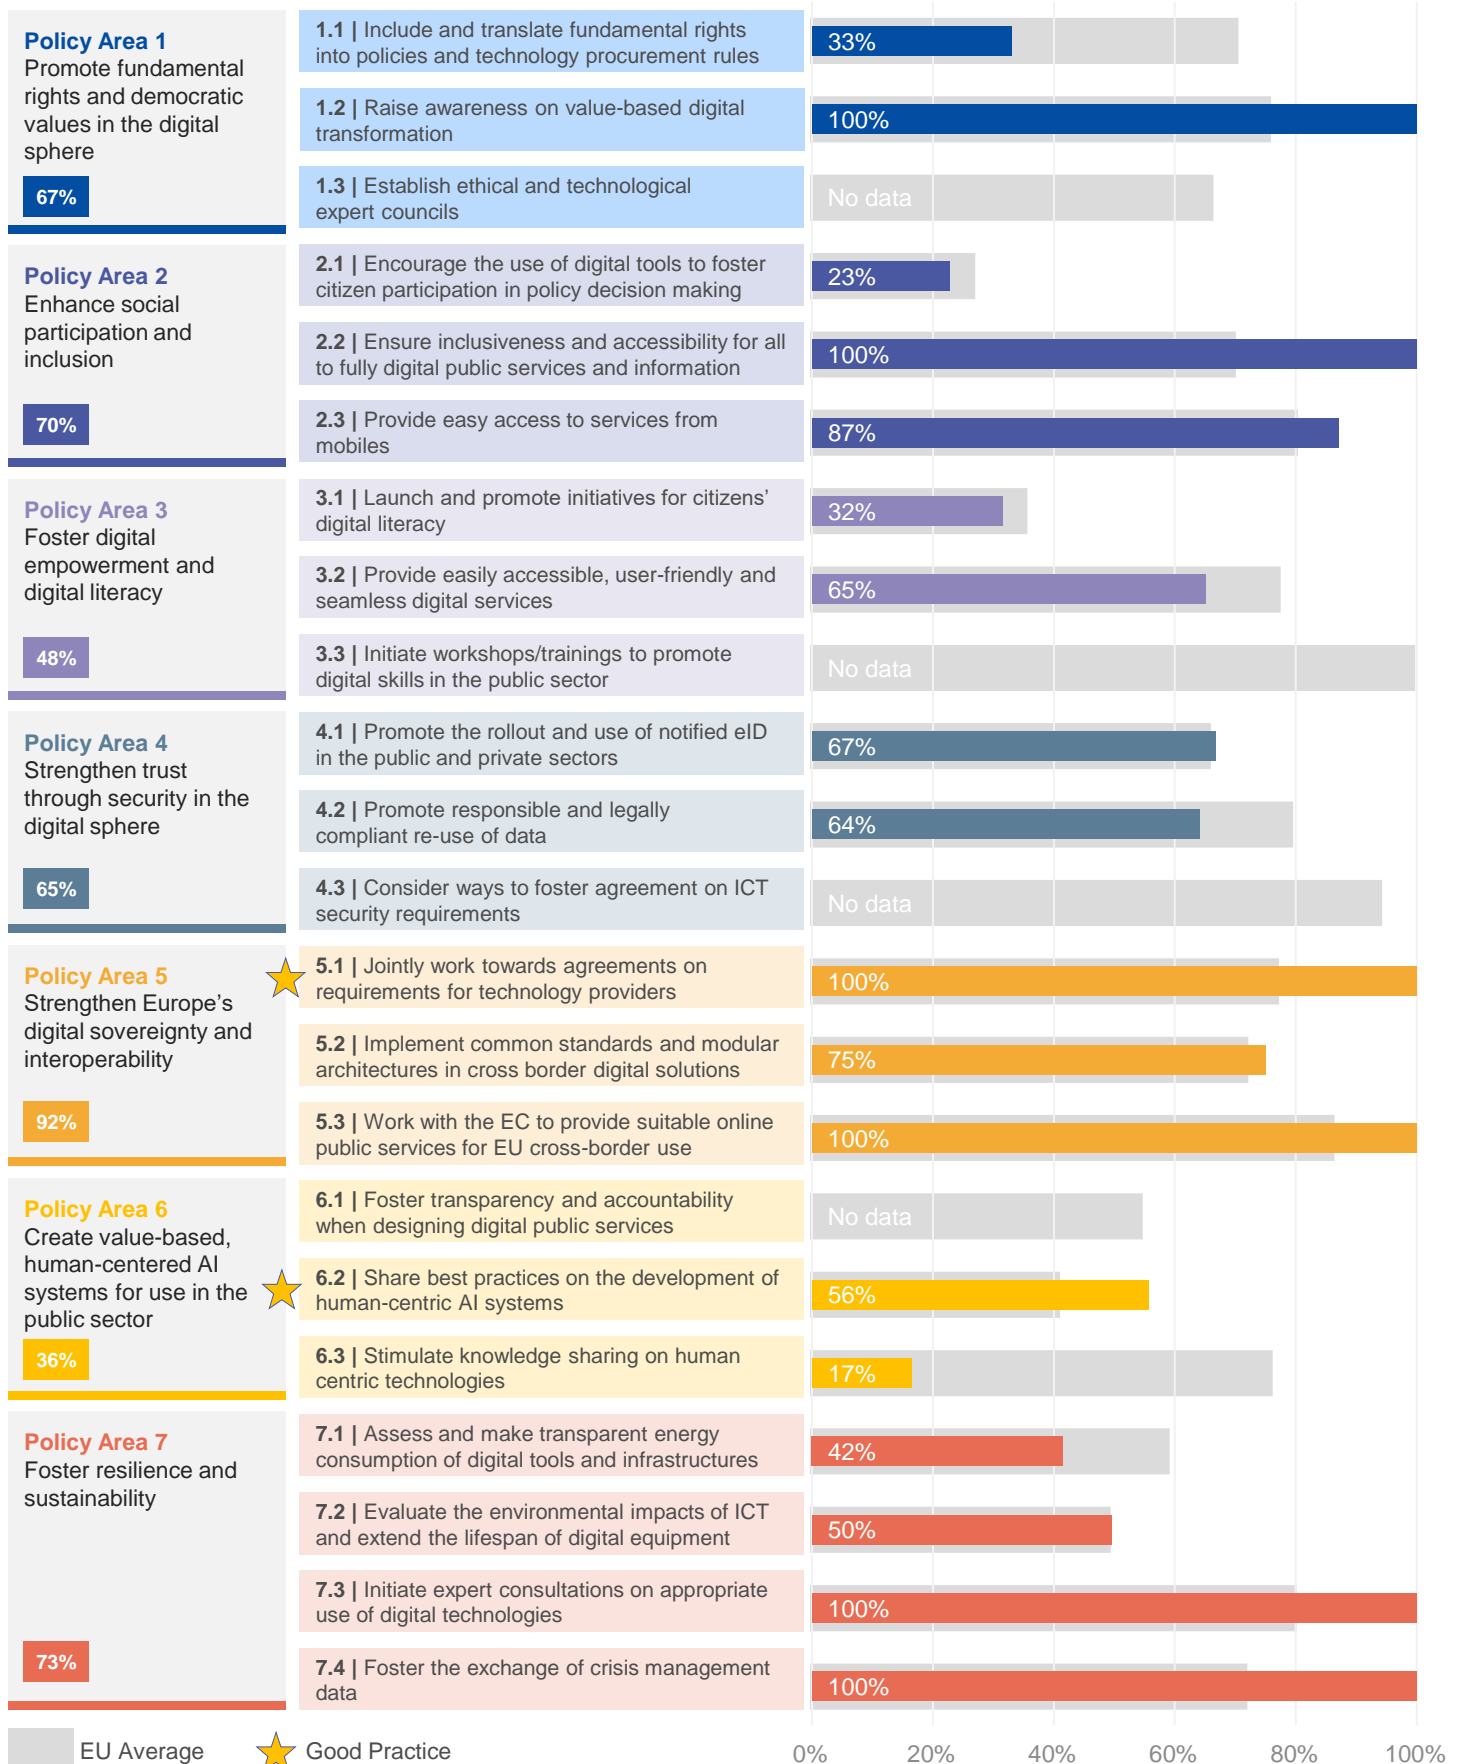 Policy Area 1
Promote fundamental
rights and democratic
values in the digital
sphere
67%
1.1 | Include and translate fundamental rights
into policies and technology procurement rules
33%
1.2 | Raise awareness on value-based digital
transformation
100%
1.3 | Establish ethical and technological
expert councils
No data
Policy Area 2
Enhance social
participation and
inclusion
70%
2.1 | Encourage the use of digital tools to foster
citizen participation in policy decision making
23%
2.2 | Ensure inclusiveness and accessibility for all
to fully digital public services and information
100%
2.3 | Provide easy access to services from
mobiles
87%
Policy Area 3
Foster digital
empowerment and
digital literacy
48%
3.1 | Launch and promote initiatives for citizens’
digital literacy
32%
3.2 | Provide easily accessible, user-friendly and
seamless digital services
65%
3.3 | Initiate workshops/trainings to promote
digital skills in the public sector
No data
Policy Area 4
Strengthen trust
through security in the
digital sphere
65%
4.1 | Promote the rollout and use of notified eID
in the public and private sectors
67%
4.2 | Promote responsible and legally
compliant re-use of data
64%
4.3 | Consider ways to foster agreement on ICT
security requirements
No data
Policy Area 5
Strengthen Europe’s
digital sovereignty and
interoperability
92%
5.1 | Jointly work towards agreements on
requirements for technology providers
100%
5.2 | Implement common standards and modular
architectures in cross border digital solutions
75%
5.3 | Work with the EC to provide suitable online
public services for EU cross-border use
100%
Policy Area 6
Create value-based,
human-centered AI
systems for use in the
public sector
36%
6.1 | Foster transparency and accountability
when designing digital public services
No data
6.2 | Share best practices on the development of
human-centric AI systems
56%
6.3 | Stimulate knowledge sharing on human
centric technologies
17%
Policy Area 7
Foster resilience and
sustainability
73%
7.1 | Assess and make transparent energy
consumption of digital tools and infrastructures
42%
7.2 | Evaluate the environmental impacts of ICT
and extend the lifespan of digital equipment
50%
7.3 | Initiate expert consultations on appropriate
use of digital technologies
100%
7.4 | Foster the exchange of crisis management
data
100%
EU Average
Good Practice
0% 20% 40% 60% 80% 100%